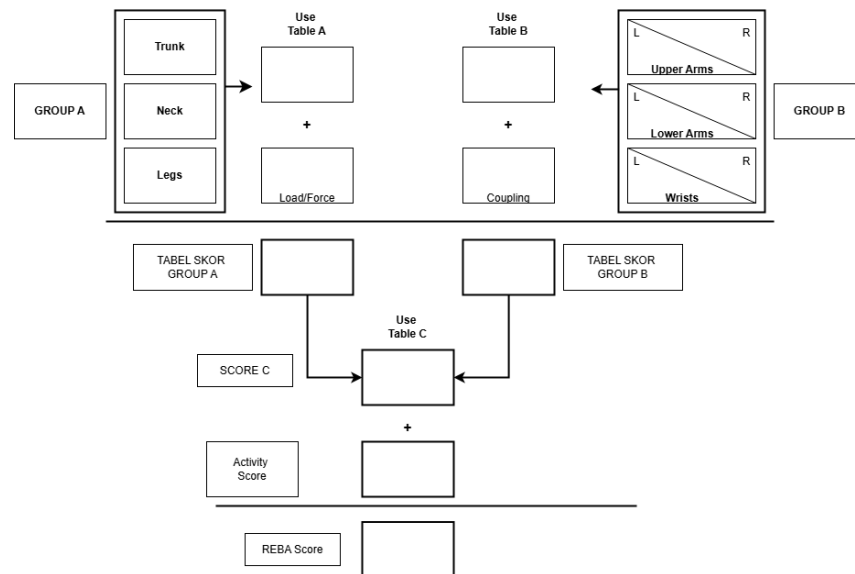 Use
Table A
Use
Table B
Trunk
L
R
Upper Arms
GROUP A
Neck
+
+
L
R
Lower Arms
GROUP B
Legs
Load/Force
Coupling
L
R
Wrists
TABEL SKOR
GROUP A
TABEL SKOR
GROUP B
Use
Table C
SCORE C
+
Activity
Score
REBA Score